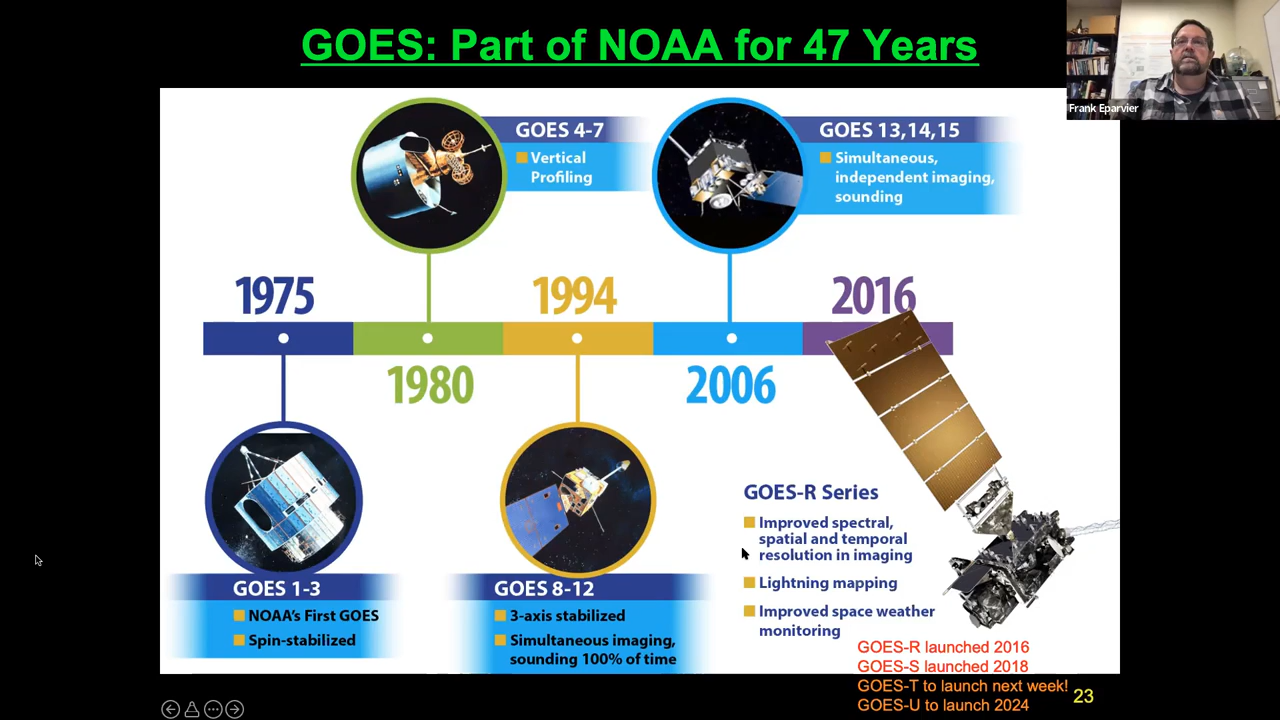 GOES: Part of NOAA for 47 Years
Frank Eparvier
GOES 4-7
Vertical
Profiling
GOES 13,14,15
Simultaneous,
independent imaging,
sounding
1975
1994
2016
1980
2006
GOES 1-3
NOAA's First GOES
Spin-stabilized
GOES 8-12
3-axis stabilized
Simultaneous imaging,
sounding 100% of time
GOES-R Series
Improved spectral,
spatial and temporal
resolution in imaging
Lightning mapping
Improved space weather
monitoring
GOES-R launched 2016
GOES-S launched 2018
GOES-T to launch next week!
GOES-U to launch 2024
23